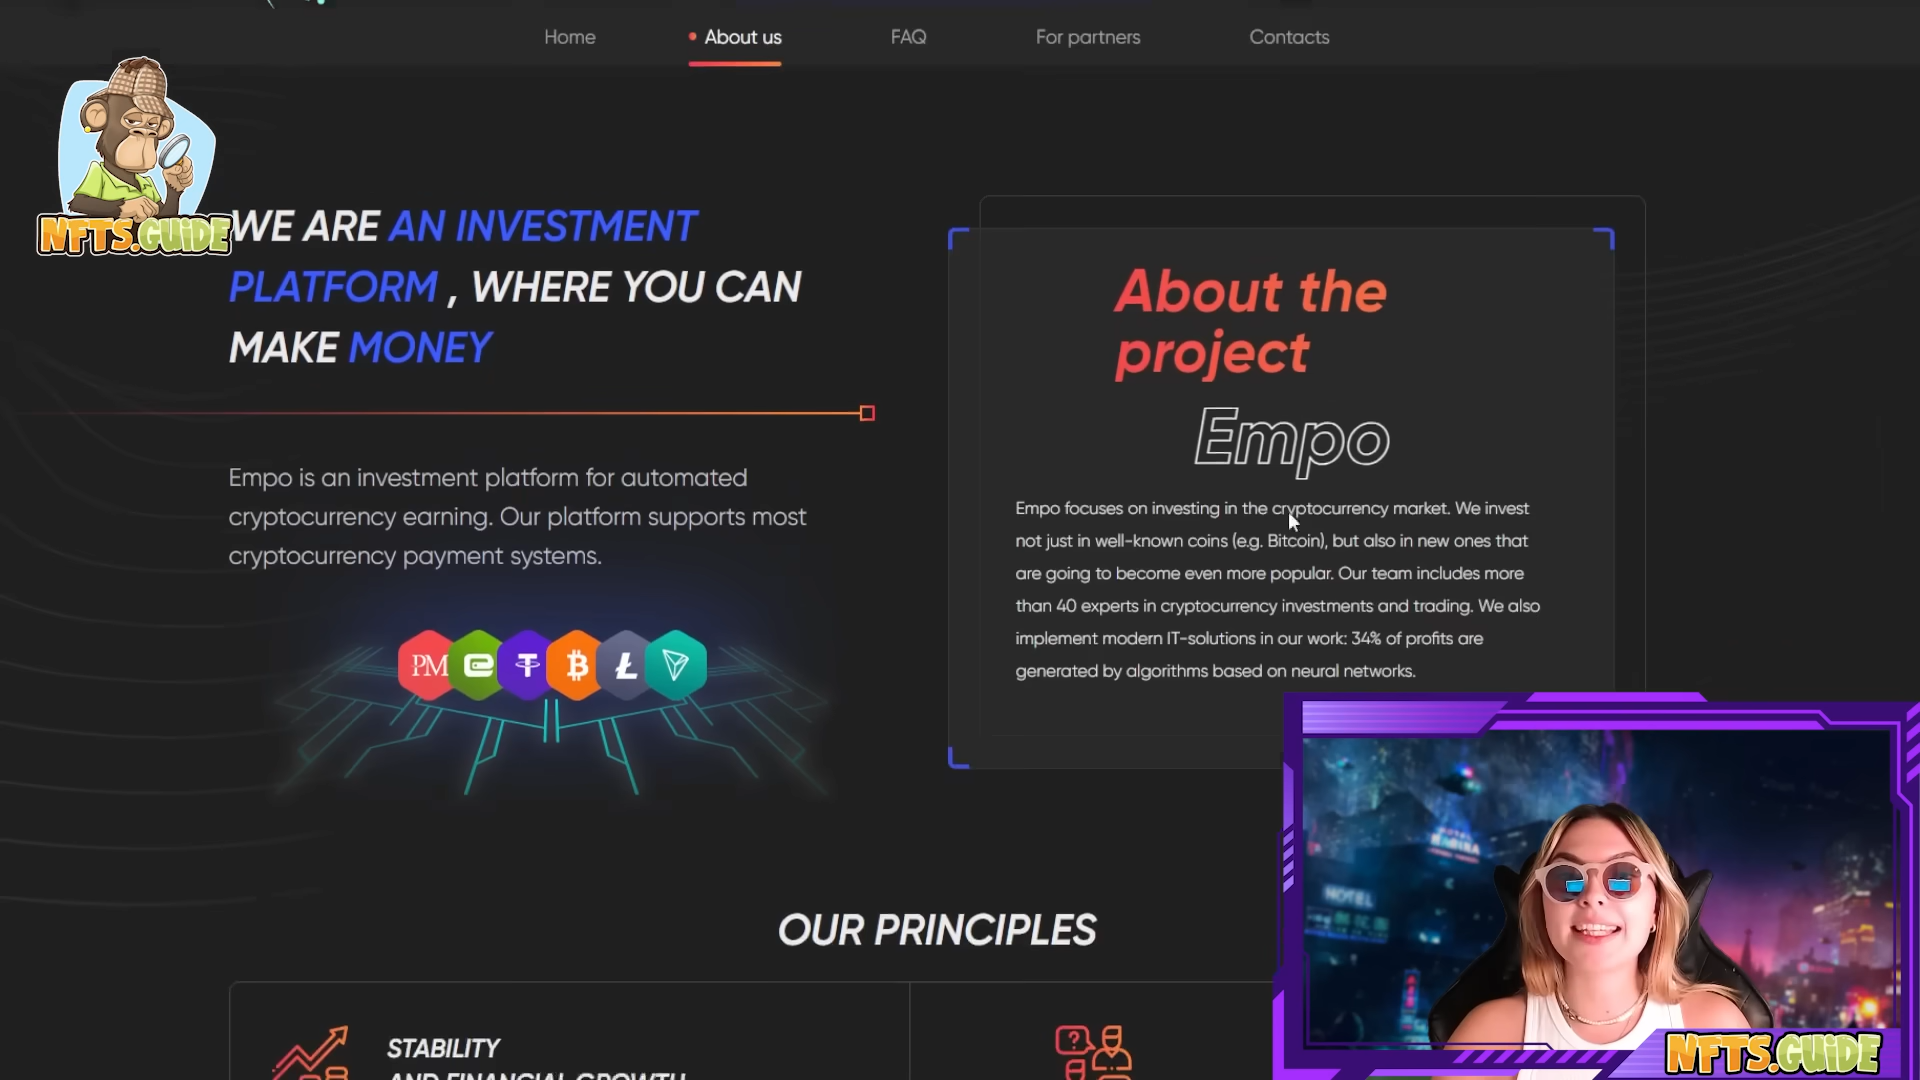 Home
About us
FAQ
For partners
Contacts
NFTS.GUIDE
WE ARE AN INVESTMENT
PLATFORM , WHERE YOU CAN
MAKE MONEY
Empo is an investment platform for automated
cryptocurrency earning. Our platform supports most
cryptocurrency payment systems.
PM
About the
project
Empo
Empo focuses on investing in the cryptocurrency market. We invest
not just in well-known coins (e.g. Bitcoin), but also in new ones that
are going to become even more popular. Our team includes more
than 40 experts in cryptocurrency investments and trading. We also
implement modern IT-solutions in our work: 34% of profits are
generated by algorithms based on neural networks.
OUR PRINCIPLES
STABILITY
AND FINANCIAL GROWTH
HOTEL
HOTEL
NFTS.GUIDE